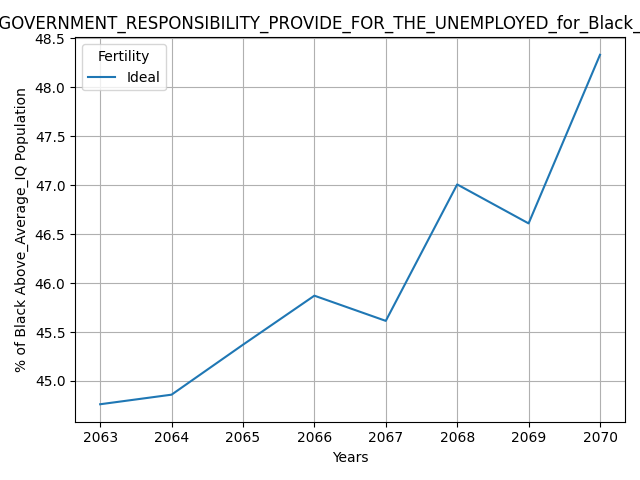 GOVERNMENT_RESPONSIBILITY_PROVIDE_FOR_THE_UNEMPLOYED_for_Black_
Fertility
Ideal
% of Black Above_Average_IQ Population
48.5
48.0
47.5
47.0
46.5
46.0
45.5
45.0
2063 2064 2065 2066 2067 2068 2069 2070
Years